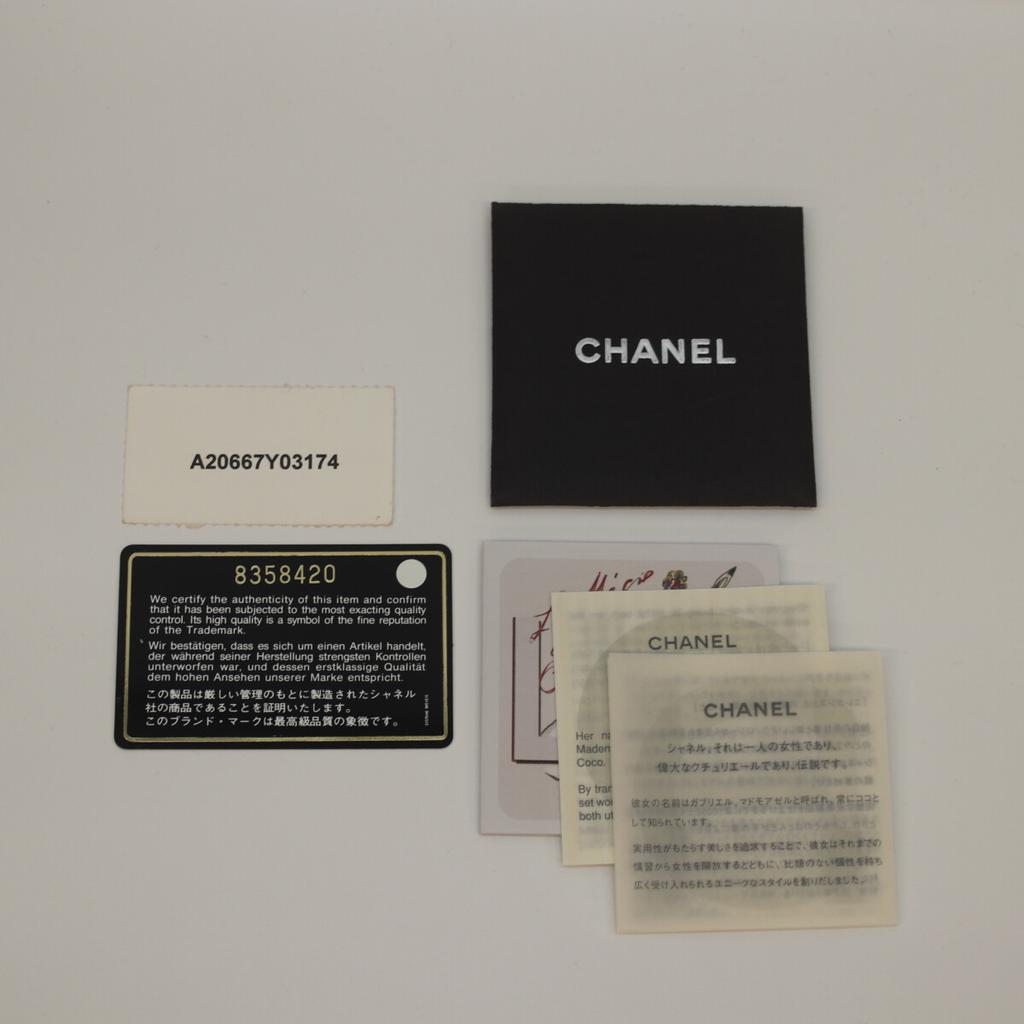 CHANEL
A20667Y03174
8358420
We certify the authenticity of this item and confirm
that it has been subjected to the most exacting quality
control. Its high quality is a symbol of the fine reputation
of the Trademark.
Wir bestätigen, dass es sich um einen Artikel handelt,
der während seiner Herstellung strengsten Kontrollen
unterworfen war, und dessen erstklassige Qualität
dem hohen Ansehen unserer Marke entspricht.
この製品は厳しい管理のもとに製造されたシャネル
社の商品であることを証明いたします。
このブランド・マークは最高級品質の象徴です。
CHANEL
Her
Coco.
By
set
both
CHANEL
シャネル。それは一人の女性であり、
偉大なクチュリエールであり、伝説です。
彼女の名前はガブリエル。マドモアゼルと呼ばれ、常にココと
して知られています。
実用性がもたらす美しさを追求することで、彼女はそれまでの
慣習から女性を開放するとともに、比類のない個性を持ち
広く受け入れられるユニークなスタイルを創りだしました。